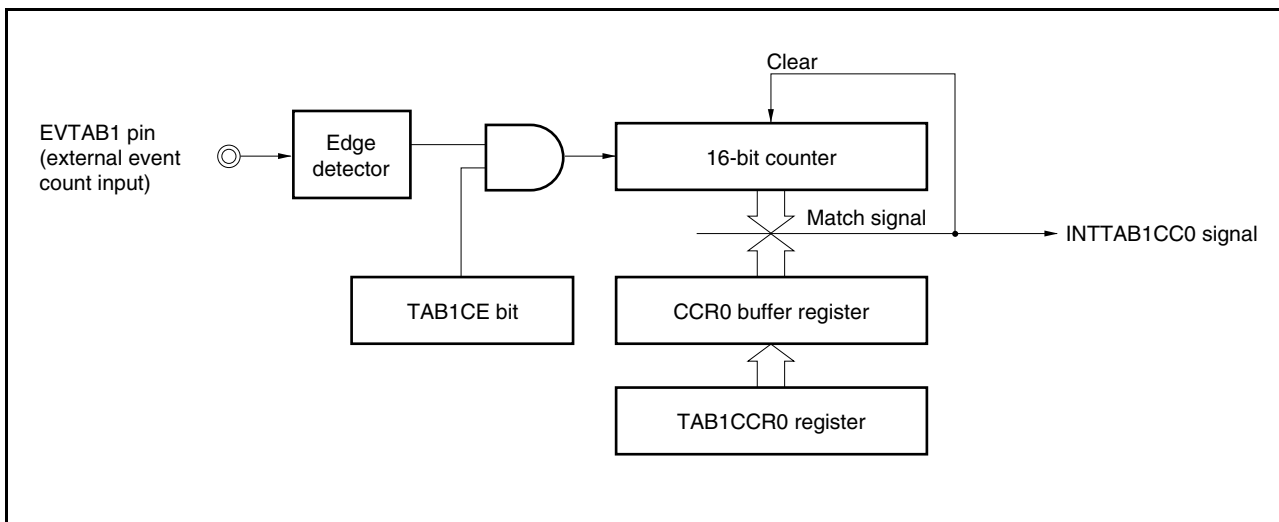 Clear
EVTAB1 pin
(external event
count input)
Edge
detector
16-bit counter
Match signal
INTTAB1CC0 signal
TAB1CE bit
CCR0 buffer register
TAB1CCR0 register